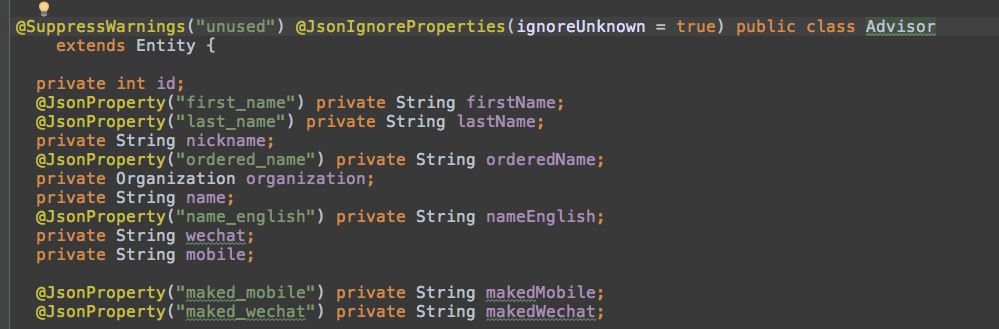 @SuppressWarnings("unused") @JsonIgnoreProperties(ignoreUnknown = true) public class Advisor
extends Entity {
private int id;
@JsonProperty("first_name") private String firstName;
@JsonProperty("last_name") private String lastName;
private String nickname;
@JsonProperty("ordered_name") private String orderedName;
private Organization organization;
private String name;
@JsonProperty("name_english") private String nameEnglish;
private String wechat;
private String mobile;
@JsonProperty("maked_mobile") private String makedMobile;
@JsonProperty("maked_wechat") private String makedWechat;